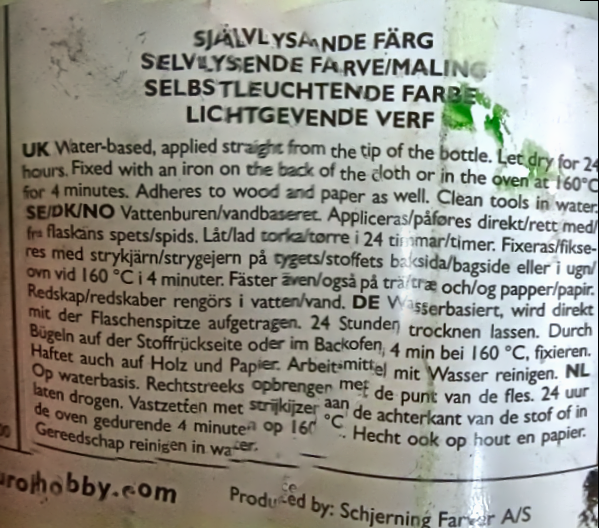 SJÄLVLYSANDE FÄRG
SELVLYSENDE FARVE/MALING
SELBSTLEUCHTENDE FARBE
LICHTGEVENDE VERF
UK Water-based, applied straight from the tip of the bottle. Let dry for 24
hours. Fixed with an iron on the back of the cloth or in the oven at 160°C
for 4 minutes. Adheres to wood and paper as well. Clean tools in water.
SE/DK/NO Vattenburen/vandbaseret. Appliceras/påføres direkt/rett med/
fra flaskans spets/spids. Låt/lad torka/tørre i 24 timmar/timer. Fixeras/fikse-
res med strykjärn/strygejern på tygets/stoffets baksida/bagside eller i ugn/
ovn vid 160 °C i 4 minuter. Fäster även/også på trä/træ och/og papper/papir.
Redskap/redskaber rengörs i vatten/vand. DE Wasserbasiert, wird direkt
mit der Flaschenspitze aufgetragen. 24 Stunden trocknen lassen. Durch
Bügeln auf der Stoffrückseite oder im Backofen, 4 min bei 160 °C, fixieren.
Haftet auch auf Holz und Papier. Arbeitsmittel mit Wasser reinigen. NL
Op waterbasis. Rechtstreeks opbrengen met de punt van de fles. 24 uur
laten drogen. Vastzetten met strijkijzer aan de achterkant van de stof of in
de oven gedurende 4 minuten op 160 °C. Hecht ook op hout en papier.
Gereedschap reinigen in water.
urohobby.com
Produced by: Schjerning Farver A/S